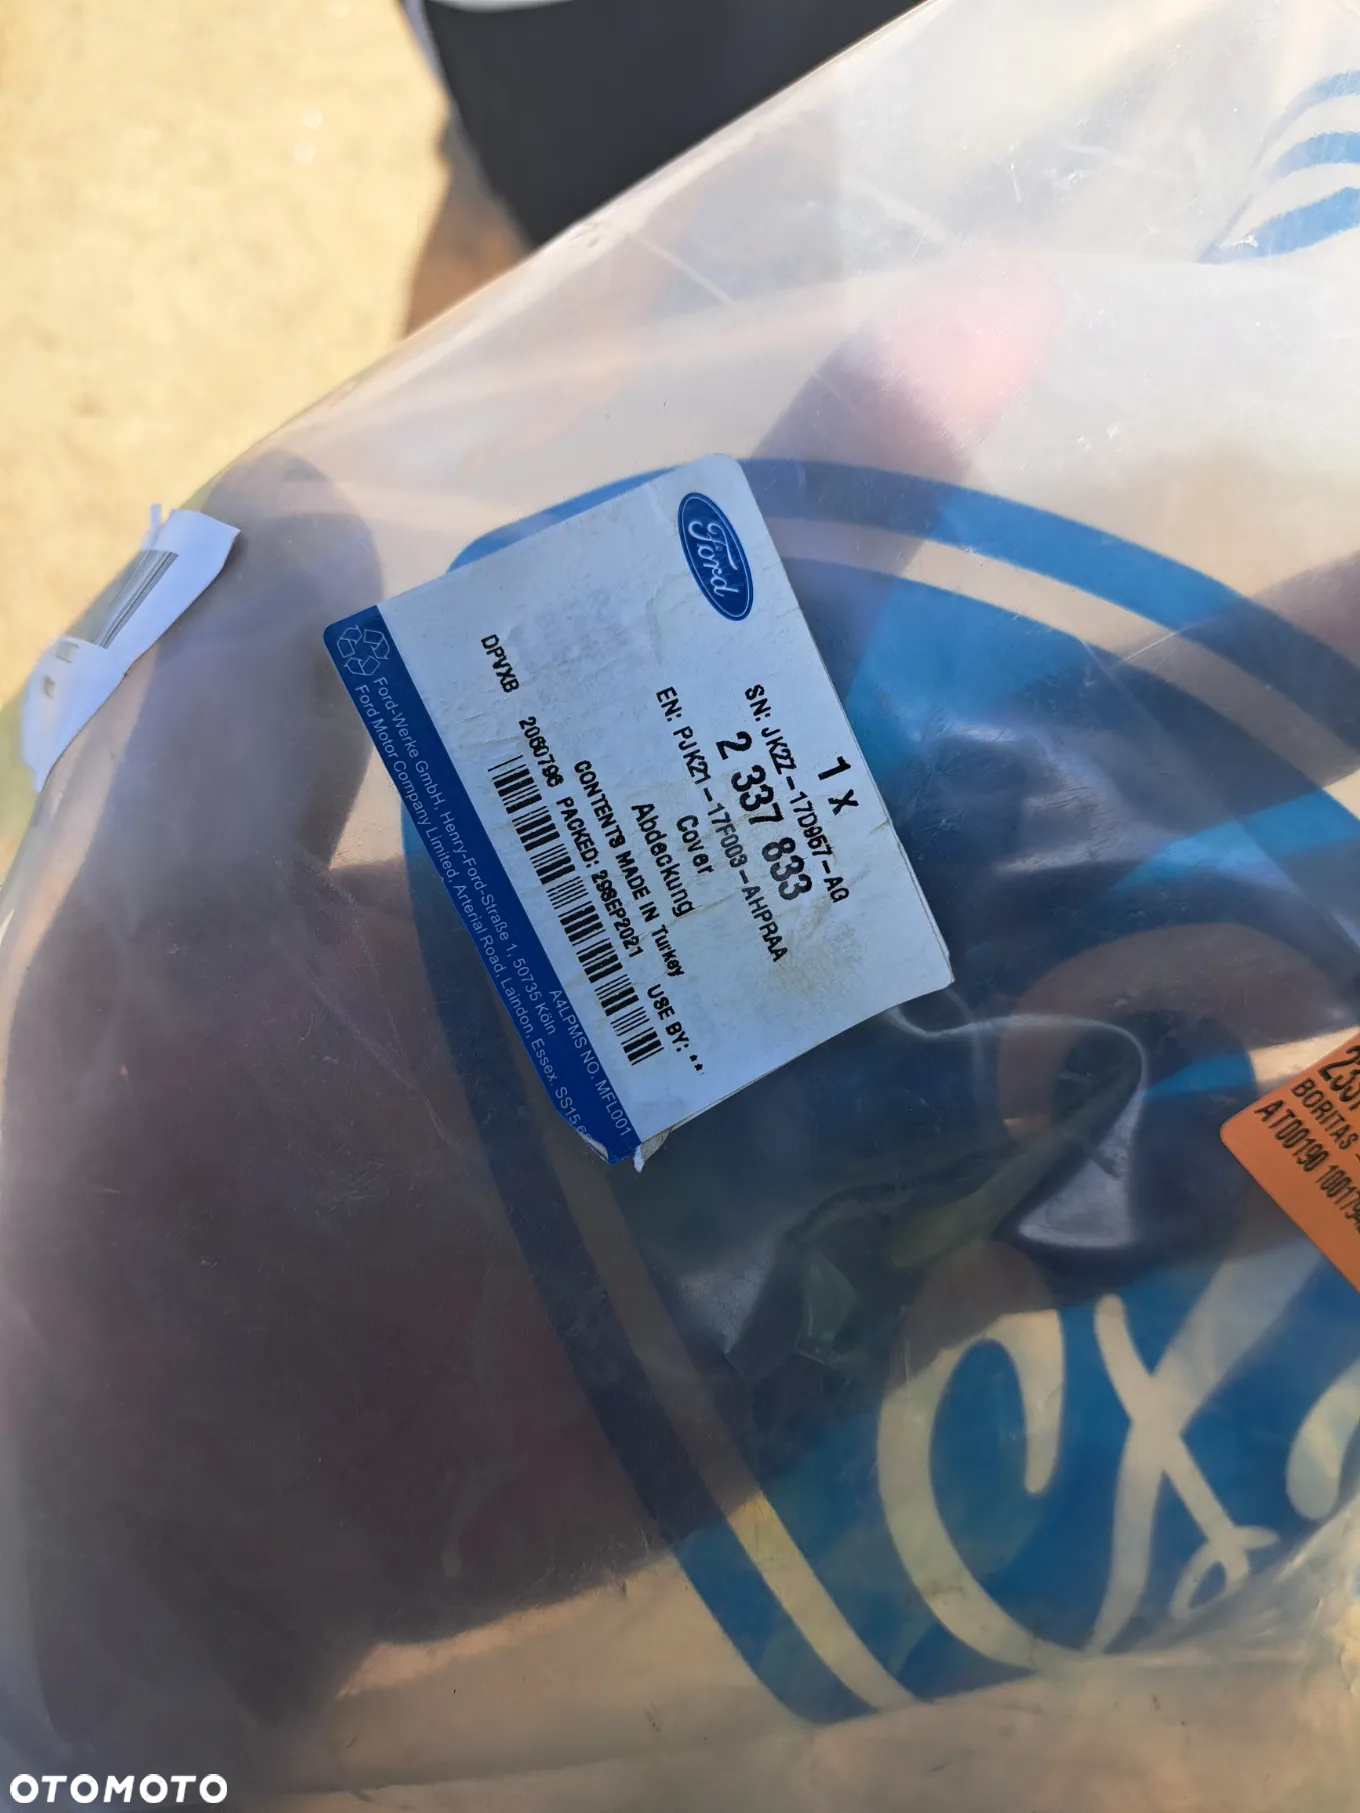 Ford
1 X
SN: JK2Z-17D957-AG
2 337 833
EN: PJK21-17F003-AHPRAA
Cover
Abdeckung
CONTENTS MADE IN Turkey USE BY: **
DPVXB 2060796 PACKED: 29SEP2021
A4LPMS NO. MFL001
Ford-Werke GmbH, Henry-Ford-Straße 1, 50735 Köln
Ford Motor Company Limited, Arterial Road, Laindon, Essex. SS15 6
BORITAS
AT00190
OTOMOTO